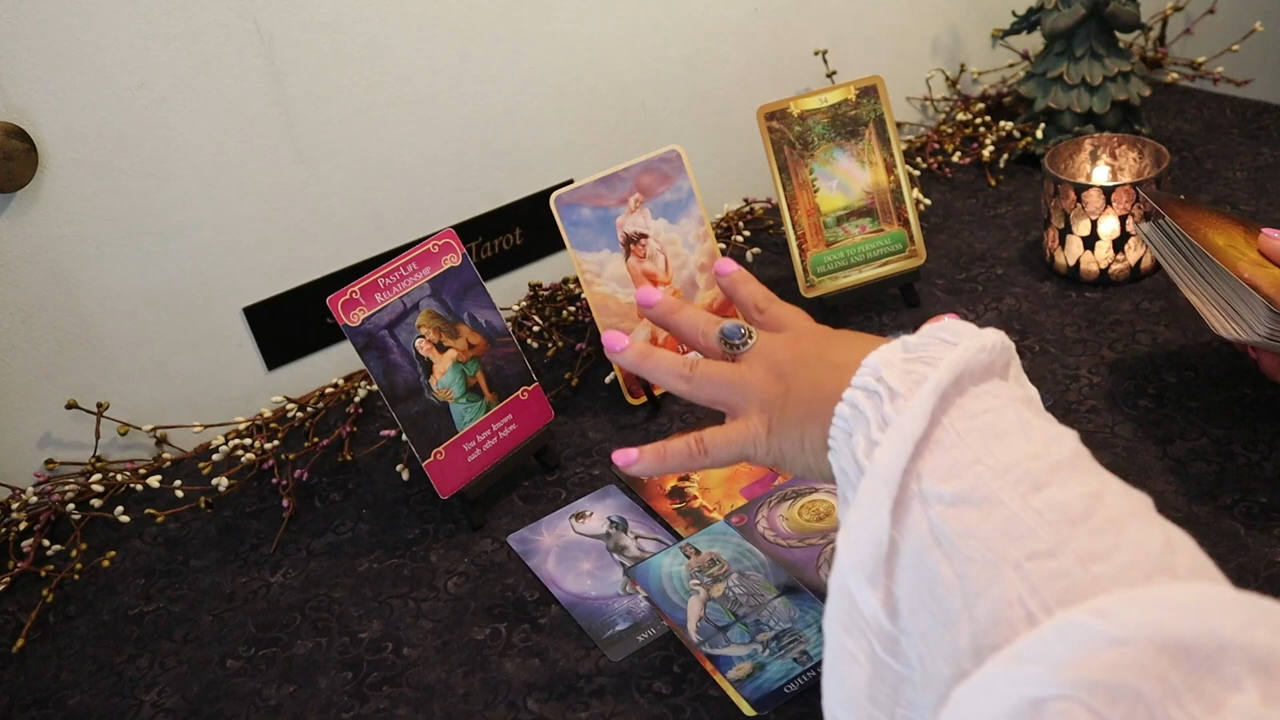 34
DOOR TO PERSONAL
HEALING AND HAPPINESS
Tarot
PAST-LIFE
RELATIONSHIP
You have known
each other before.
XVII
QUEEN